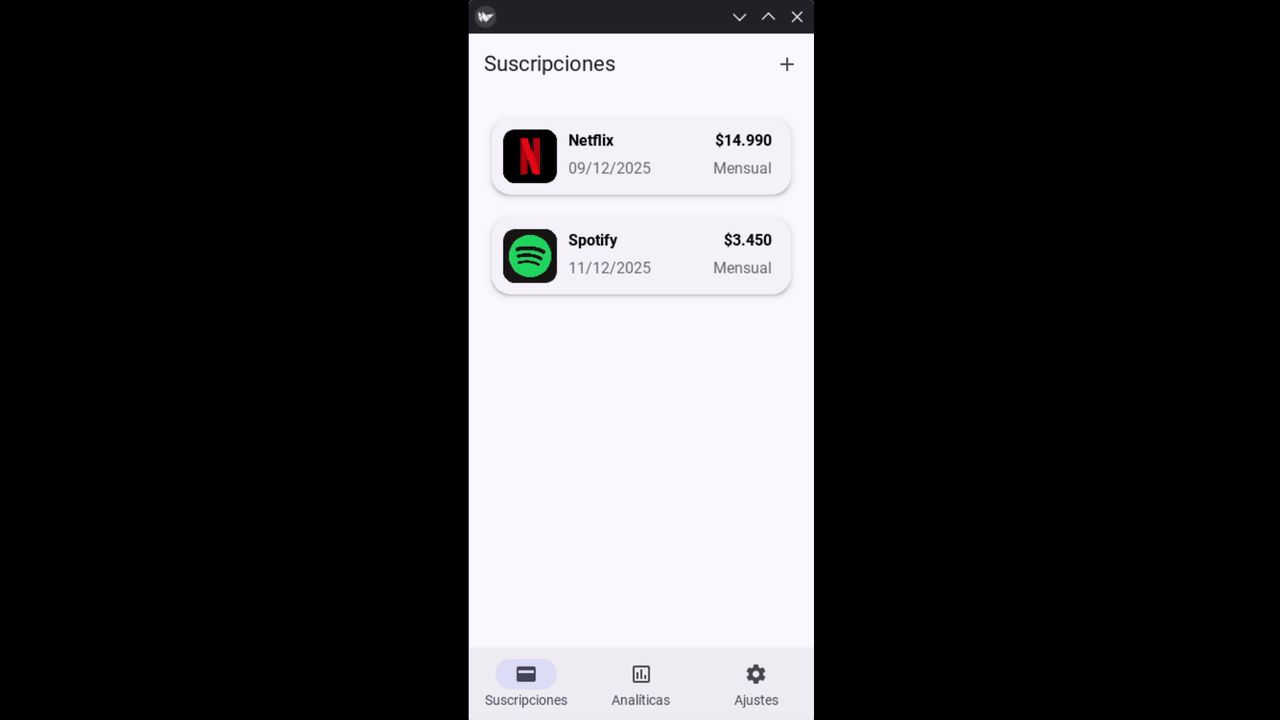 Suscripciones
Netflix
$14.990
09/12/2025
Mensual
Spotify
$3.450
11/12/2025
Mensual
Suscripciones
Analíticas
Ajustes